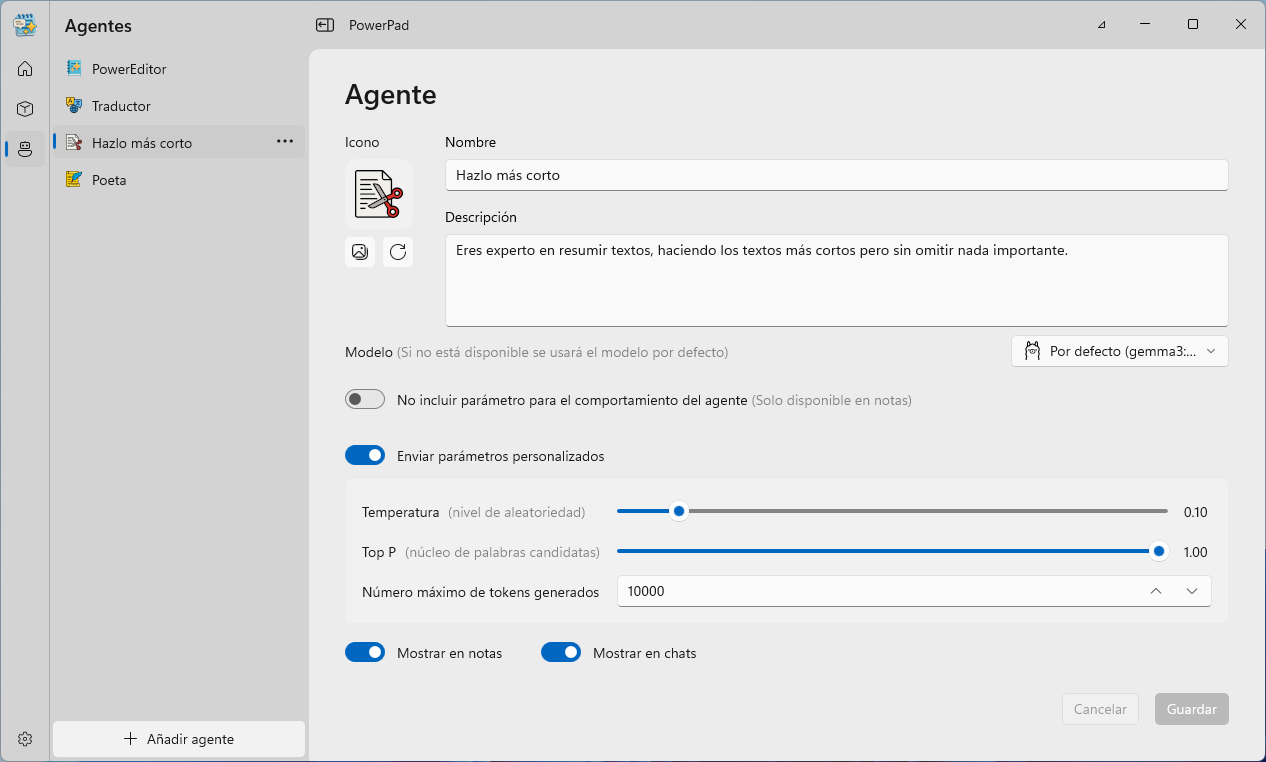 Agentes
PowerPad
PowerEditor
Traductor
Hazlo más corto
Poeta
Añadir agente
Agente
Icono
Nombre
Hazlo más corto
Descripción
Eres experto en resumir textos, haciendo los textos más cortos pero sin omitir nada importante.
Modelo (Si no está disponible se usará el modelo por defecto)
Por defecto (gemma3:...
No incluir parámetro para el comportamiento del agente (Solo disponible en notas)
Enviar parámetros personalizados
Temperatura (nivel de aleatoriedad) 0.10
Top P (núcleo de palabras candidatas) 1.00
Número máximo de tokens generados 10000
Mostrar en notas Mostrar en chats
Cancelar Guardar